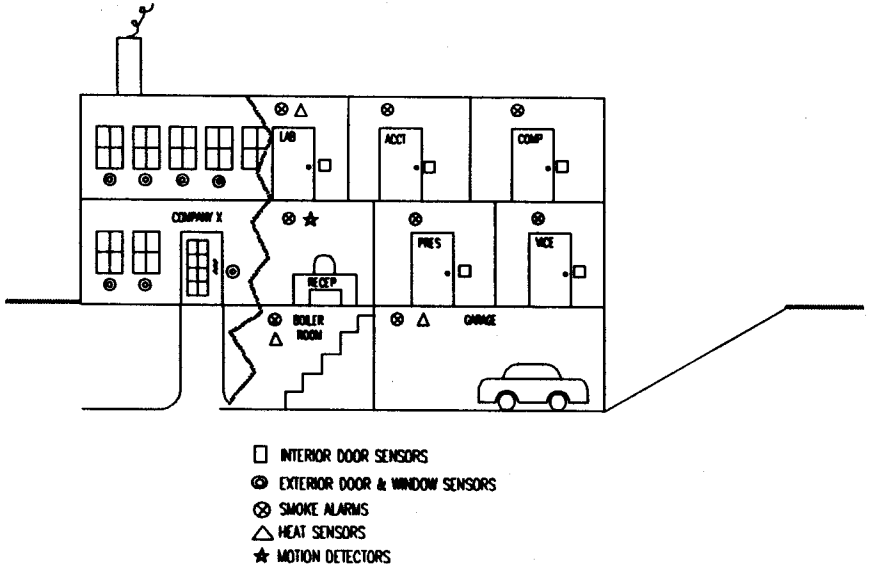 LAB
ACCT
COMP
COMPANY X
PRES
VICE
RECEP
BOILER
ROOM
GARAGE
INTERIOR DOOR SENSORS
EXTERIOR DOOR & WINDOW SENSORS
SMOKE ALARMS
HEAT SENSORS
MOTION DETECTORS